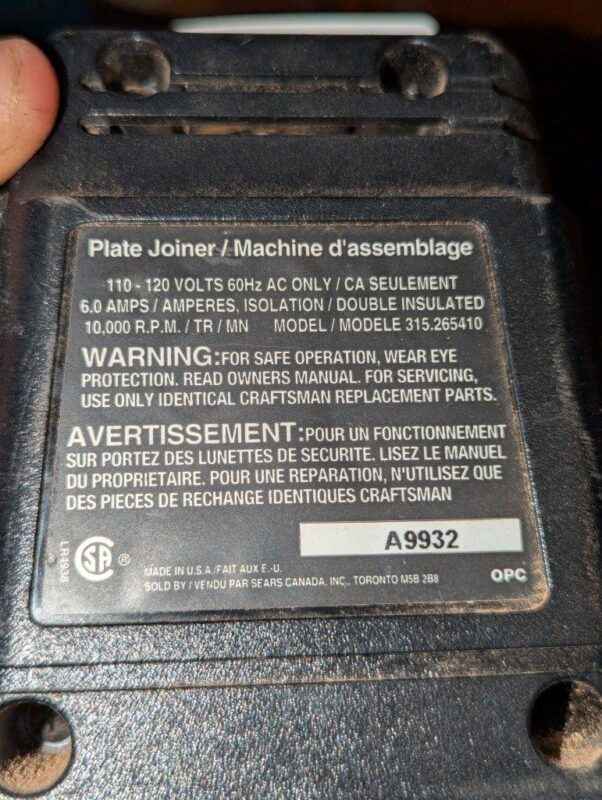 Plate Joiner / Machine d'assemblage
110 - 120 VOLTS 60Hz AC ONLY / CA SEULEMENT
6.0 AMPS / AMPERES, ISOLATION / DOUBLE INSULATED
10,000 R.P.M. / TR / MN MODEL / MODELE 315.265410
WARNING: FOR SAFE OPERATION, WEAR EYE
PROTECTION. READ OWNERS MANUAL. FOR SERVICING,
USE ONLY IDENTICAL CRAFTSMAN REPLACEMENT PARTS.
AVERTISSEMENT: POUR UN FONCTIONNEMENT
SUR PORTEZ DES LUNETTES DE SECURITE. LISEZ LE MANUEL
DU PROPRIETAIRE. POUR UNE REPARATION, N'UTILISEZ QUE
DES PIECES DE RECHANGE IDENTIQUES CRAFTSMAN
A9932
SA ®
MADE IN U.S.A./FAIT AUX E.-U.
SOLD BY / VENDU PAR SEARS CANADA, INC., TORONTO M5B 2B8
OPC